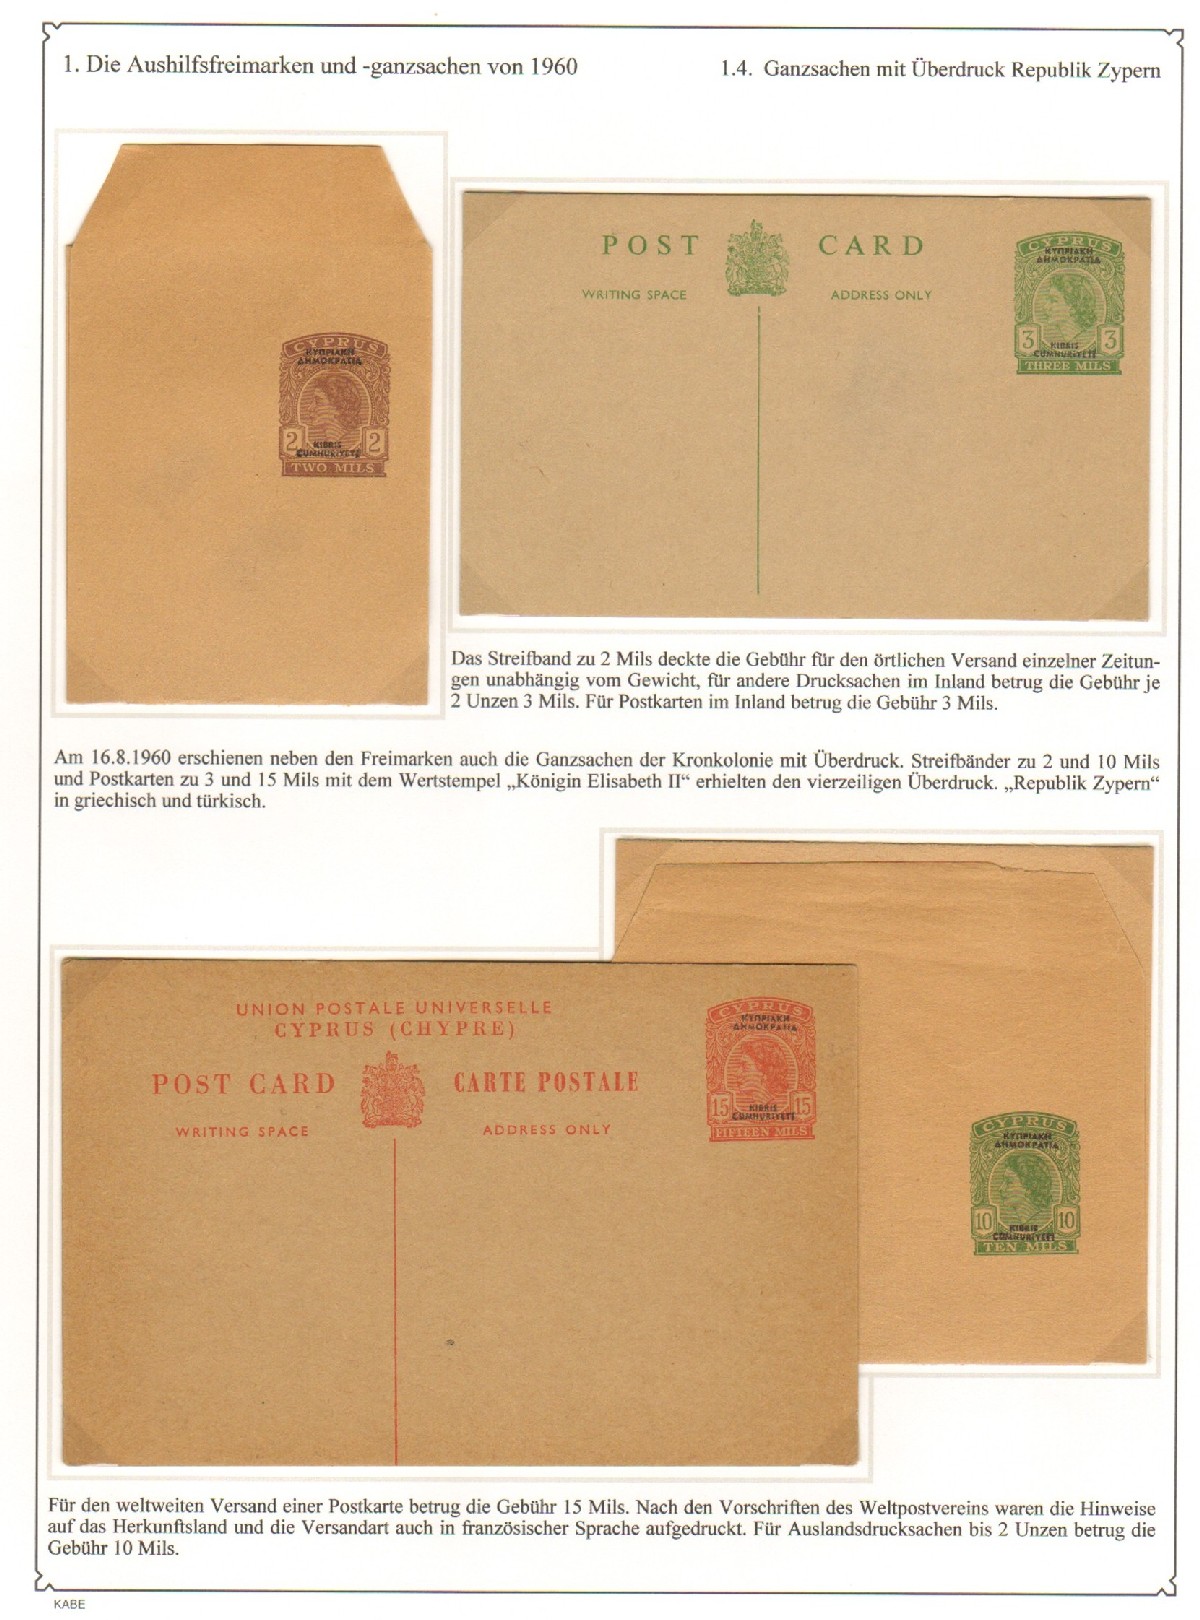 1. Die Aushilfsfreimarken und -ganzsachen von 1960
1.4. Ganzsachen mit Überdruck Republik Zypern
CYPRUS
ΚΥΠΡΙΑΚΗ
ΔΗΜΟΚΡΑΤΙΑ
2 2
KIBRIS
CUMHURİYETİ
TWO MILS
POST CARD
WRITING SPACE ADDRESS ONLY
CYPRUS
ΚΥΠΡΙΑΚΗ
ΔΗΜΟΚΡΑΤΙΑ
3 3
KIBRIS
CUMHURİYETİ
THREE MILS
Das Streifband zu 2 Mils deckte die Gebühr für den örtlichen Versand einzelner Zeitun-
gen unabhängig vom Gewicht, für andere Drucksachen im Inland betrug die Gebühr je
2 Unzen 3 Mils. Für Postkarten im Inland betrug die Gebühr 3 Mils.
Am 16.8.1960 erschienen neben den Freimarken auch die Ganzsachen der Kronkolonie mit Überdruck. Streifbänder zu 2 und 10 Mils
und Postkarten zu 3 und 15 Mils mit dem Wertstempel „Königin Elisabeth II“ erhielten den vierzeiligen Überdruck. „Republik Zypern“
in griechisch und türkisch.
UNION POSTALE UNIVERSELLE
CYPRUS (CHYPRE)
POST CARD CARTE POSTALE
WRITING SPACE ADDRESS ONLY
CYPRUS
ΚΥΠΡΙΑΚΗ
ΔΗΜΟΚΡΑΤΙΑ
15 15
KIBRIS
CUMHURİYETİ
FIFTEEN MILS
CYPRUS
ΚΥΠΡΙΑΚΗ
ΔΗΜΟΚΡΑΤΙΑ
10 10
KIBRIS
CUMHURİYETİ
TEN MILS
Für den weltweiten Versand einer Postkarte betrug die Gebühr 15 Mils. Nach den Vorschriften des Weltpostvereins waren die Hinweise
auf das Herkunftsland und die Versandart auch in französischer Sprache aufgedruckt. Für Auslandsdrucksachen bis 2 Unzen betrug die
Gebühr 10 Mils.
KABE